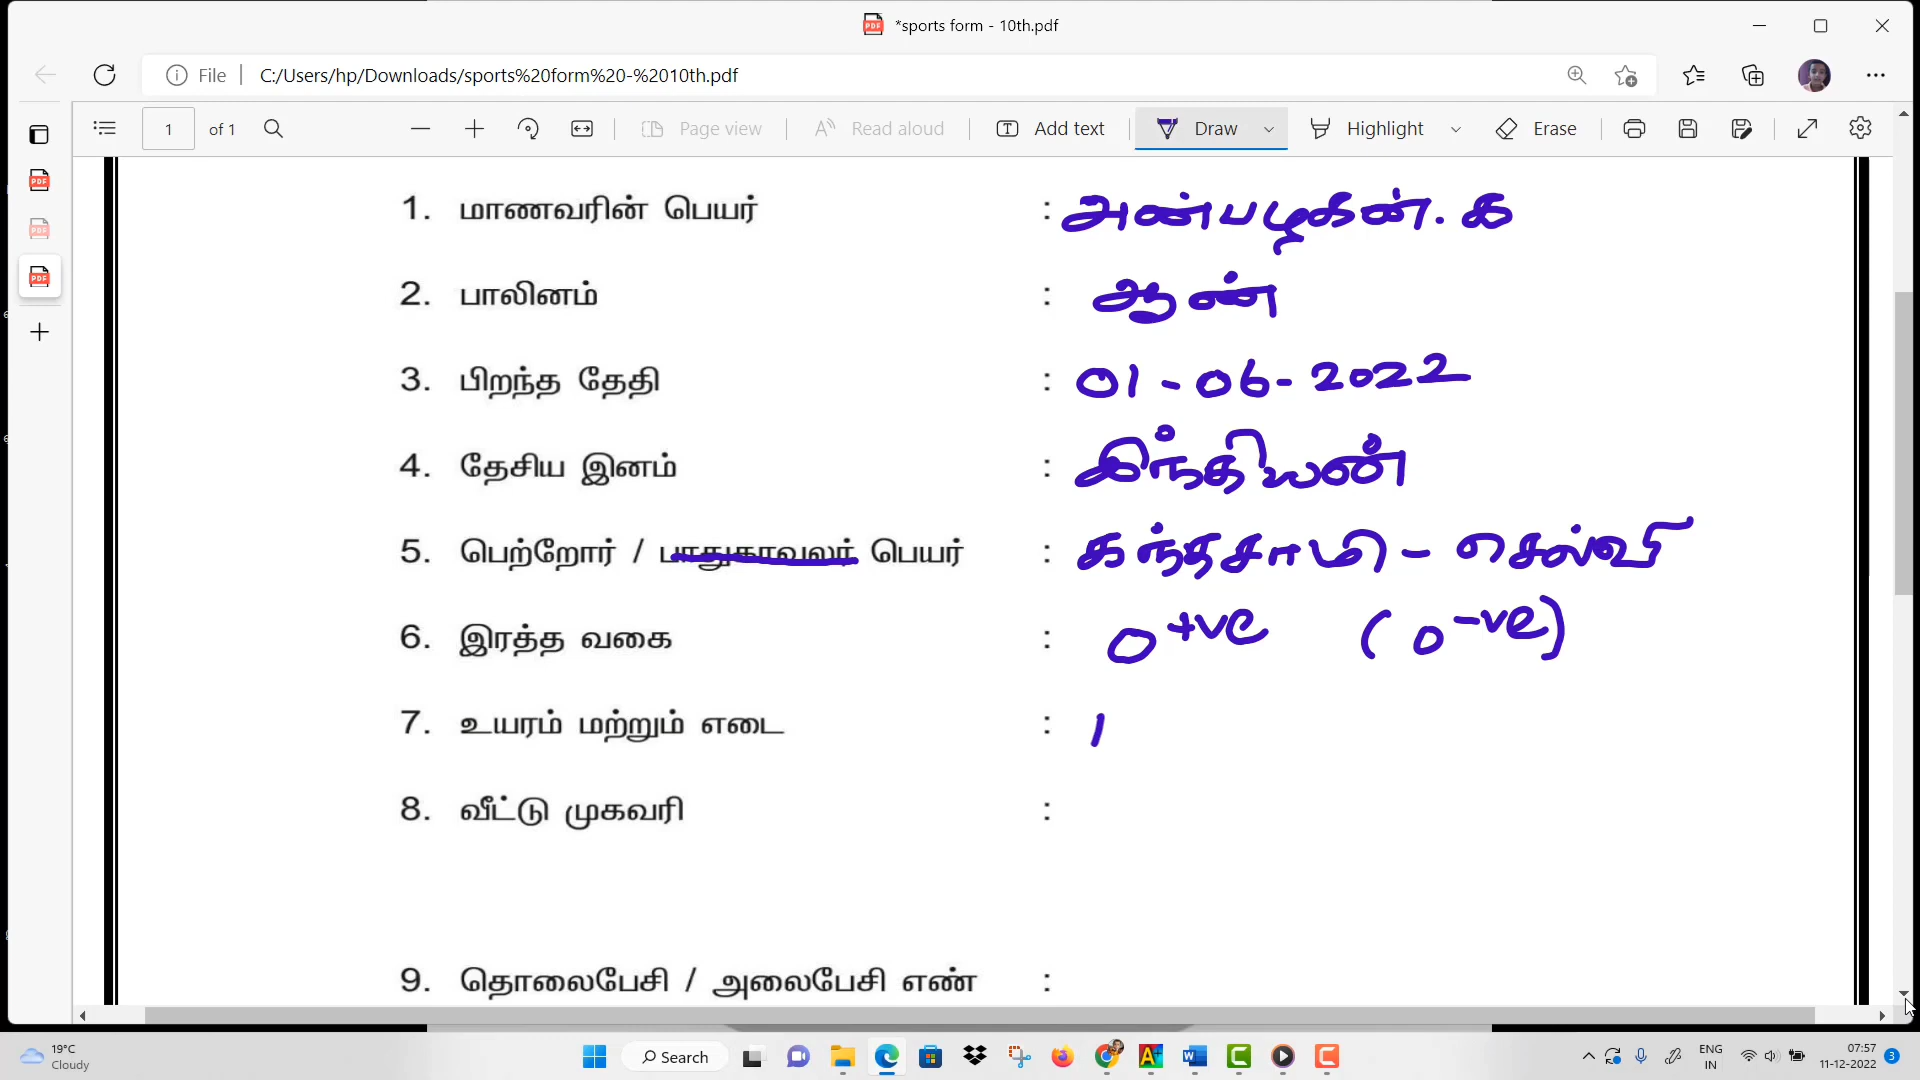 *sports form - 10th.pdf
File C:/Users/hp/Downloads/sports%20form%20-%2010th.pdf
1 of 1 Page view Read aloud Add text Draw Highlight Erase
1. மாணவரின் பெயர் : அன்பழகன். க
2. பாலினம் : ஆண்
3. பிறந்த தேதி : 01-06-2022
4. தேசிய இனம் : இந்தியன்
5. பெற்றோர் / பாதுகாவலர் பெயர் : கந்தசாமி - செல்வி
6. இரத்த வகை : O +ve (O -ve)
7. உயரம் மற்றும் எடை : 1
8. வீட்டு முகவரி :
9. தொலைபேசி / அலைபேசி எண் :
19°C
Cloudy
Search
ENG
IN
07:57
11-12-2022
3